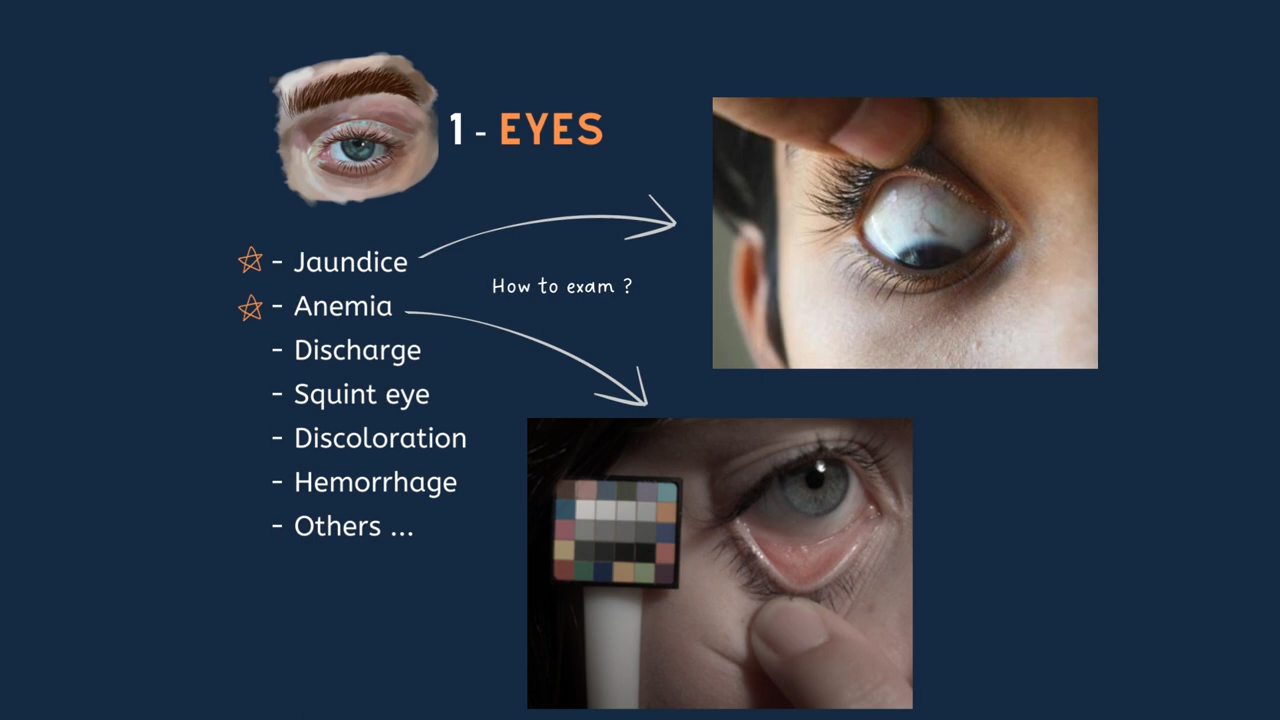 1 - EYES
- Jaundice
How to exam ?
- Anemia
- Discharge
- Squint eye
- Discoloration
- Hemorrhage
- Others ...